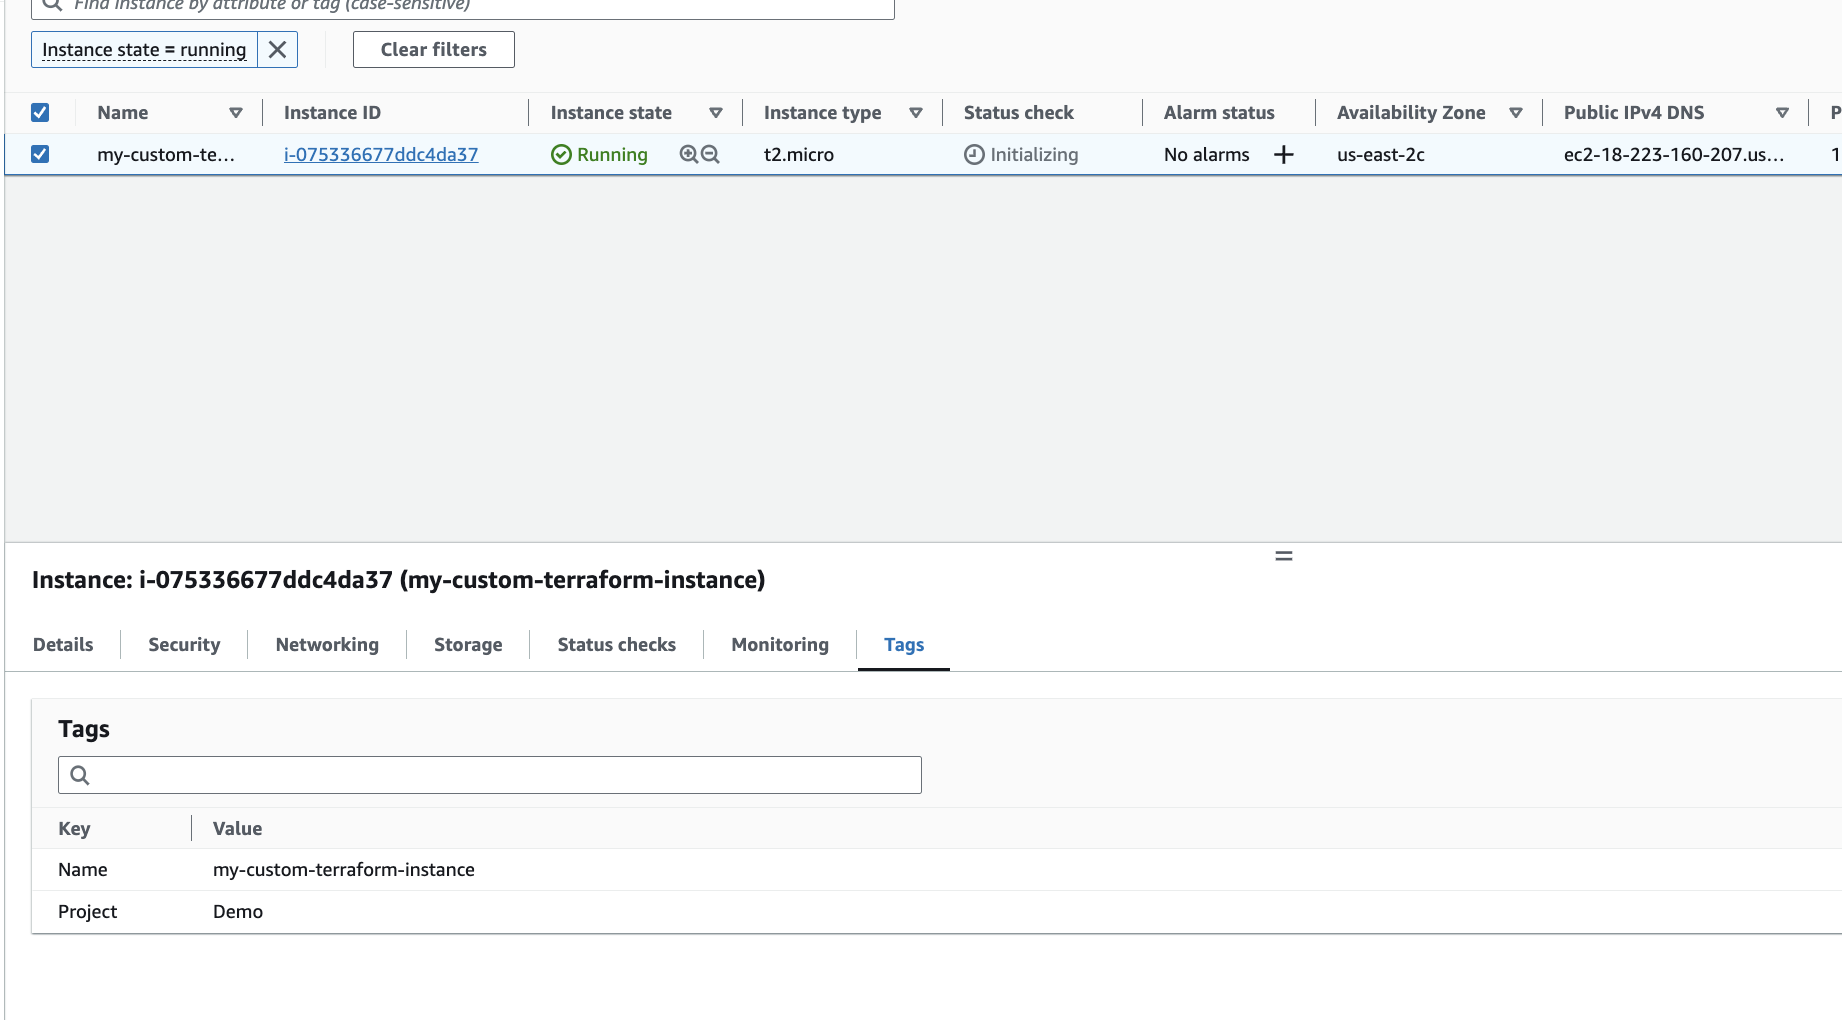 Find Instance by attribute or tag (case-sensitive)
Instance state = running
Clear filters
Name Instance ID Instance state Instance type Status check Alarm status Availability Zone Public IPv4 DNS P
my-custom-te... i-075336677ddc4da37 Running t2.micro Initializing No alarms + us-east-2c ec2-18-223-160-207.us... 1
Instance: i-075336677ddc4da37 (my-custom-terraform-instance)
Details Security Networking Storage Status checks Monitoring Tags
Tags
Key Value
Name my-custom-terraform-instance
Project Demo